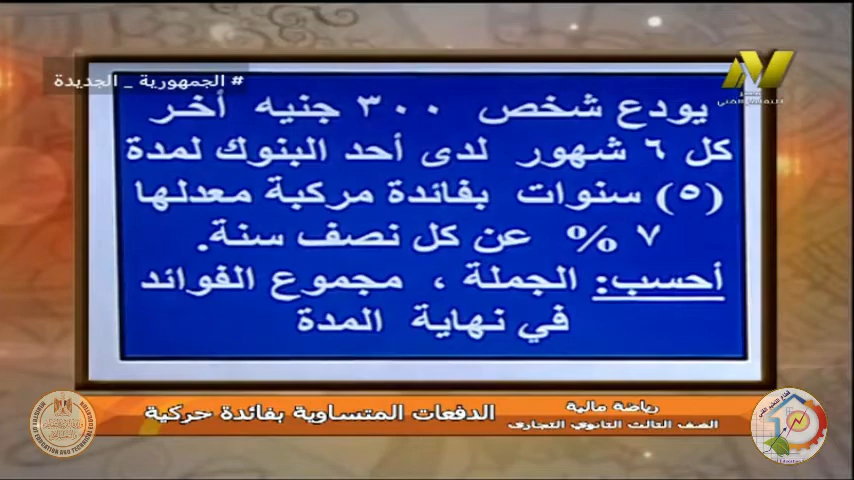 # الجمهورية _ الجديدة
يودع شخص ٣٠٠ جنيه أخر
كل ٦ شهور لدى أحد البنوك لمدة
(٥) سنوات بفائدة مركبة معدلها
٧ % عن كل نصف سنة.
أحسب: الجملة ، مجموع الفوائد
في نهاية المدة
رياضة مالية
الصف الثالث الثانوي التجاري
الدفعات المتساوية بفائدة حركية